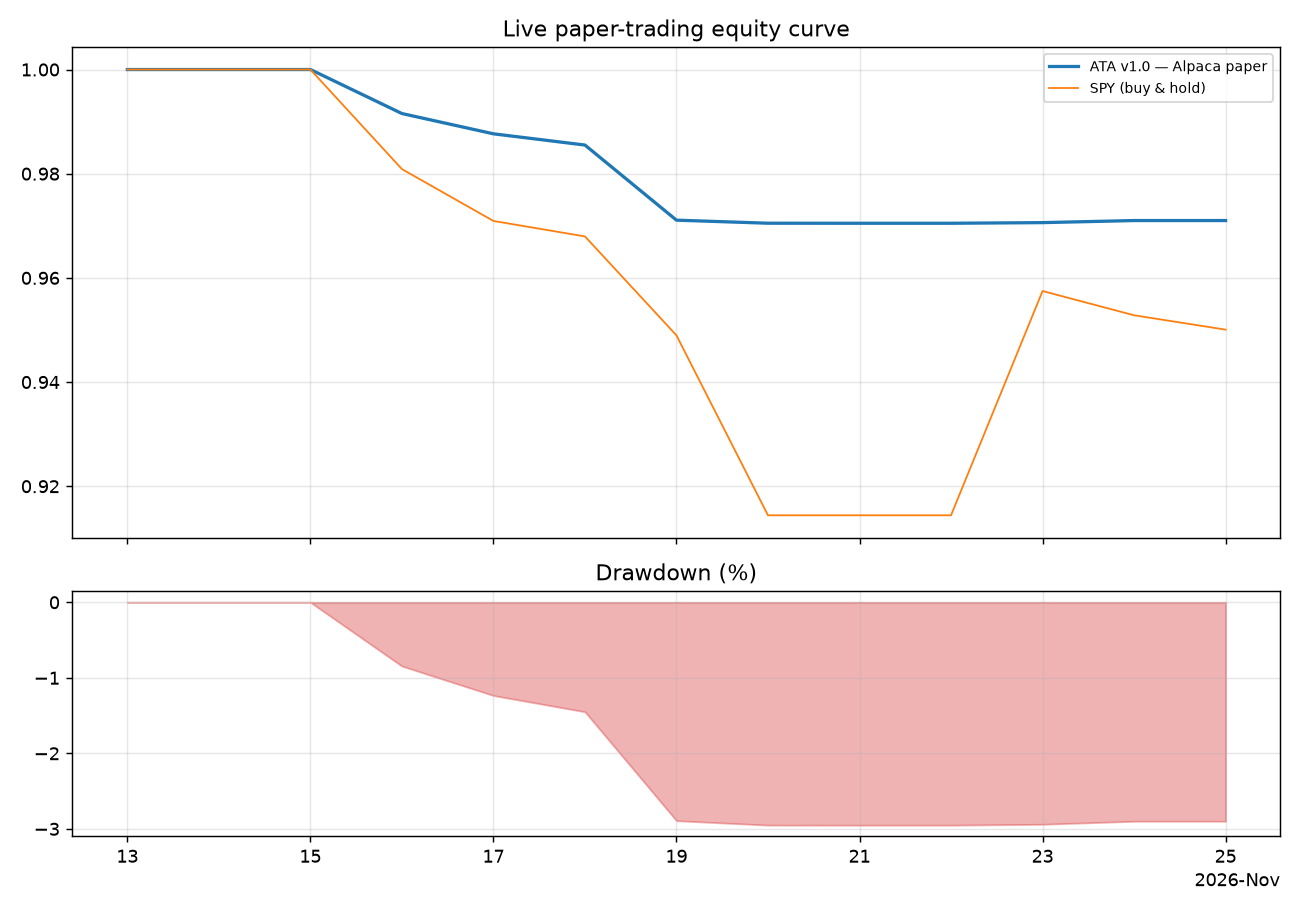 Live paper-trading equity curve
ATA v1.0 — Alpaca paper
SPY (buy & hold)
1.00
0.98
0.96
0.94
0.92
Drawdown (%)
0
−1
−2
−3
13 15 17 19 21 23 25
2026-Nov